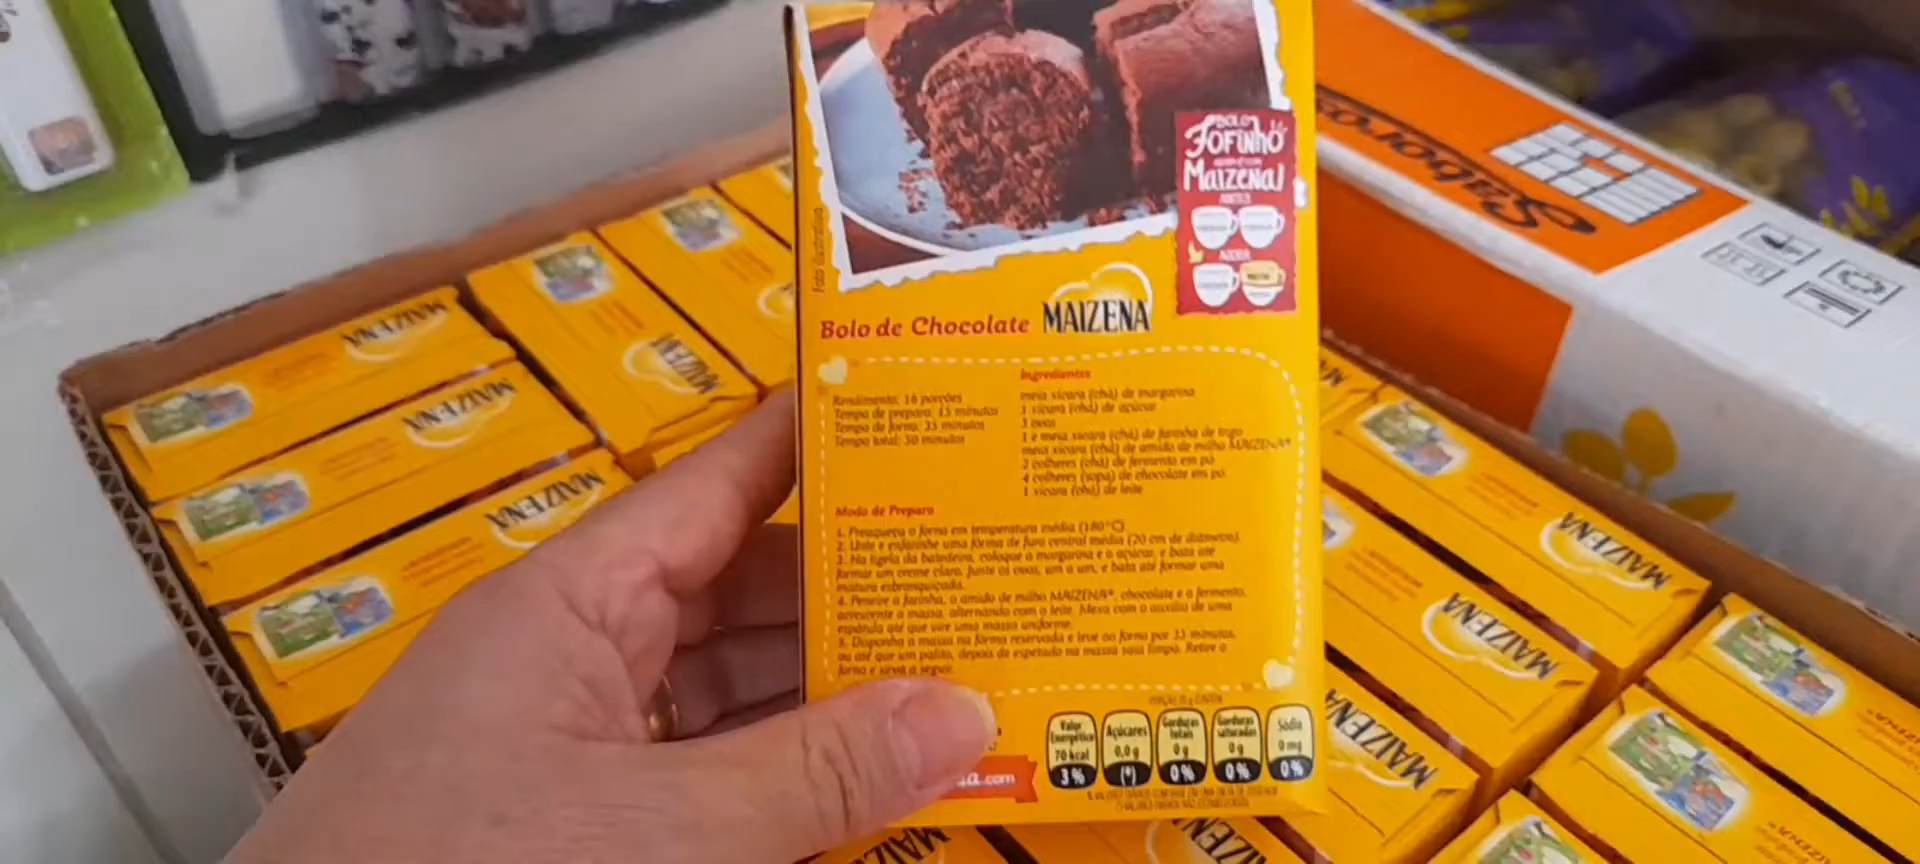 BOLO
FOFINHO
MAIZENA!
ANTES
AGORA
Foto ilustrativa
Bolo de Chocolate MAIZENA
Rendimento: 16 porções
Tempo de preparo: 15 minutos
Tempo de forno: 35 minutos
Tempo total: 50 minutos
Ingredientes
meia xícara (chá) de margarina
1 xícara (chá) de açúcar
3 ovos
1 e meia xícara (chá) de farinha de trigo
meia xícara (chá) de amido de milho MAIZENA®
2 colheres (chá) de fermento em pó
4 colheres (sopa) de chocolate em pó
1 xícara (chá) de leite
Modo de Preparo
1. Preaqueça o forno em temperatura média (180°C).
2. Unte e enfarinhe uma fôrma de furo central média (20 cm de diâmetro).
3. Na tigela da batedeira, coloque a margarina e o açúcar, e bata até
formar um creme claro. Junte os ovos, um a um, e bata até formar uma
mistura esbranquiçada.
4. Peneire a farinha, o amido de milho MAIZENA®, chocolate e o fermento,
acrescente a massa, alternando com o leite. Mexa com o auxílio de uma
espátula até que vire uma massa uniforme.
5. Disponha a massa na fôrma reservada e leve ao forno por 35 minutos,
ou até que um palito, depois de espetado na massa saia limpo. Retire o
forno e sirva a seguir.
Valor Energético
70 kcal
3%
Açúcares
0,0 g
(*)
Gorduras totais
0 g
0%
Gorduras saturadas
0 g
0%
Sódio
0 mg
0%
a.com
MAIZENA
MAIZENA
MAIZENA
MAIZEN
MAIZENA
MAIZENA
MAIZENA
MAIZENA
MAIZENA